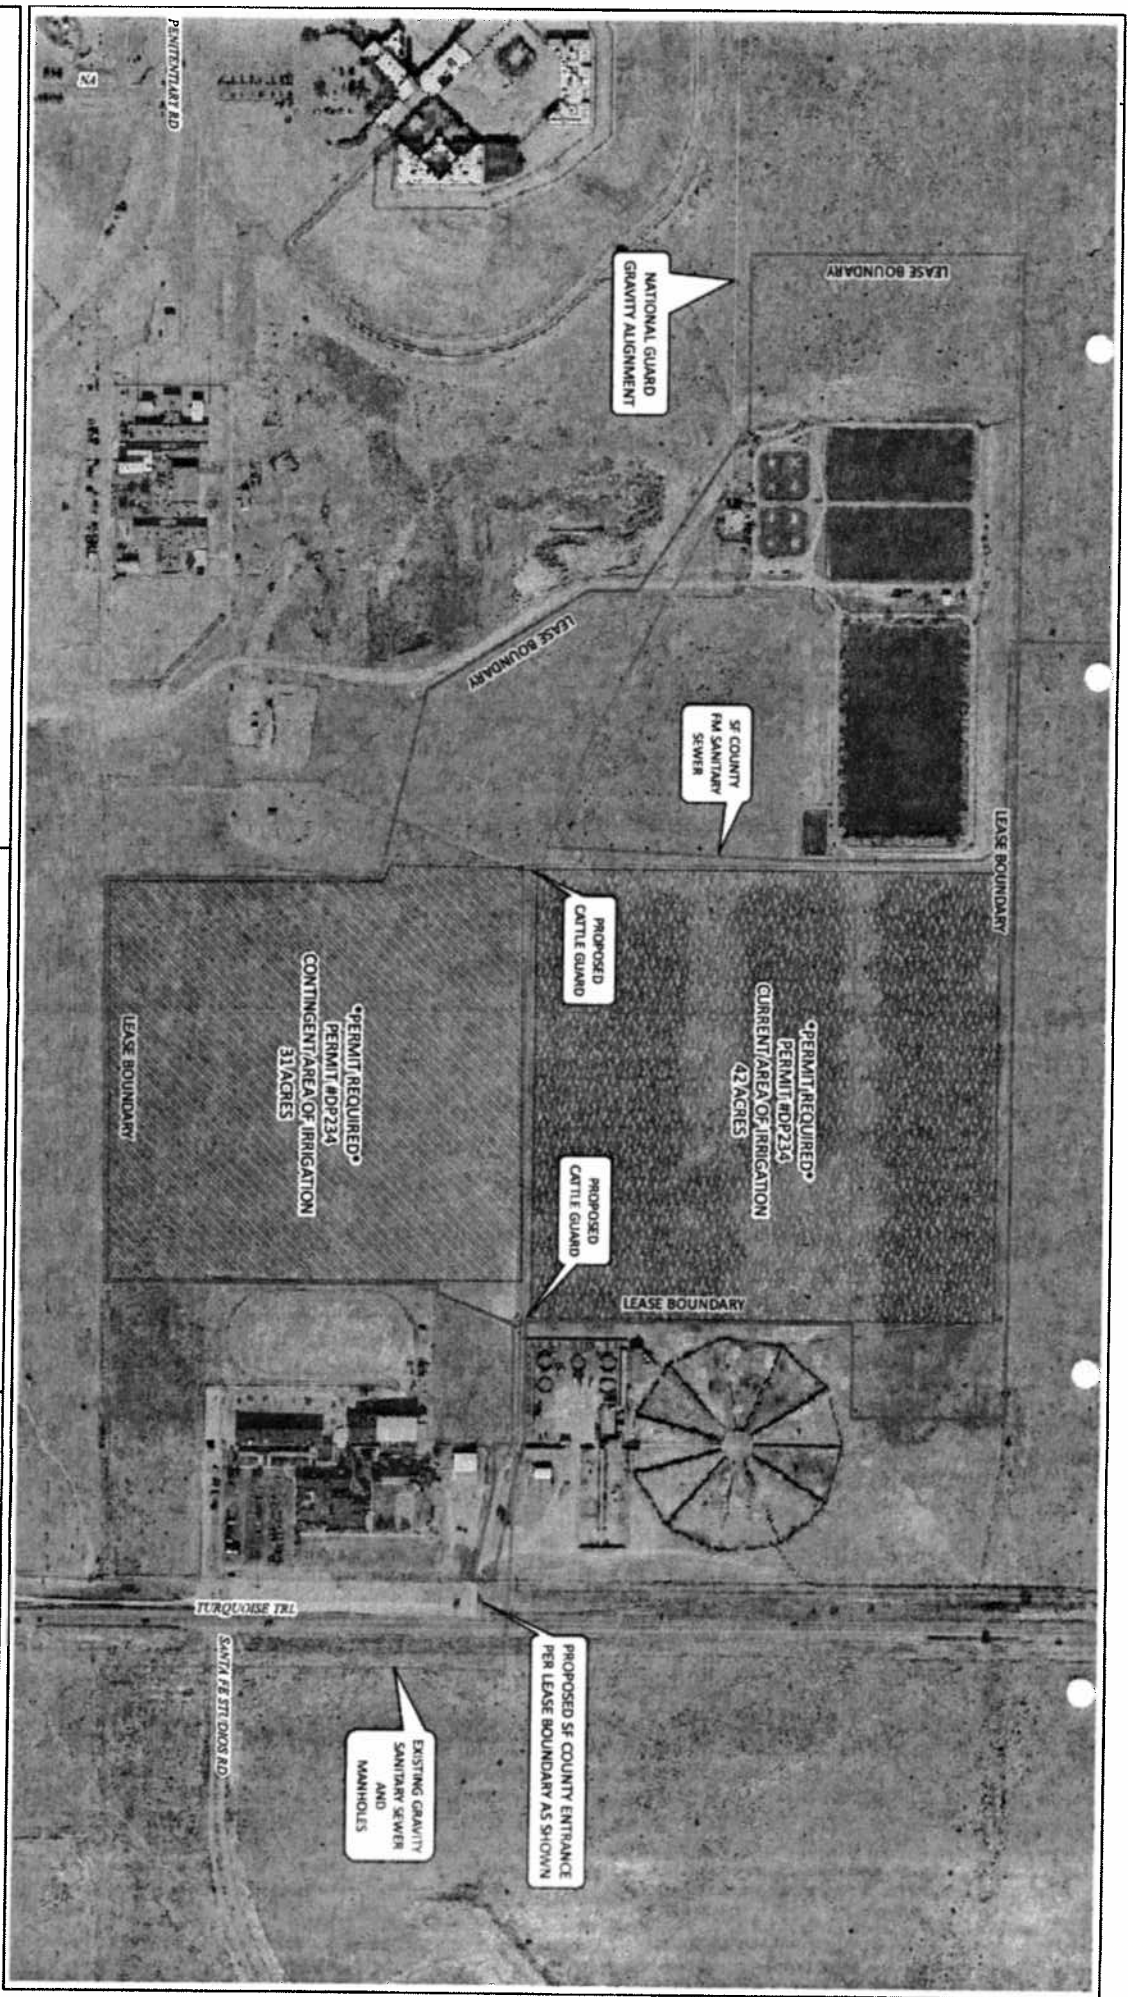 PENITENTIARY RD
NATIONAL GUARD
GRAVITY ALIGNMENT
LEASE BOUNDARY
LEASE BOUNDARY
SF COUNTY
FM SANITARY
SEWER
LEASE BOUNDARY
PROPOSED
CATTLE GUARD
*PERMIT REQUIRED*
PERMIT #DP234
CURRENT AREA OF IRRIGATION
42 ACRES
*PERMIT REQUIRED*
PERMIT #DP234
CONTINGENT AREA OF IRRIGATION
31 ACRES
LEASE BOUNDARY
PROPOSED
CATTLE GUARD
LEASE BOUNDARY
TURQUOISE TRL
SANTA FE STUDIOS RD
PROPOSED SF COUNTY ENTRANCE
PER LEASE BOUNDARY AS SHOWN
EXISTING GRAVITY
SANITARY SEWER
AND
MANHOLES